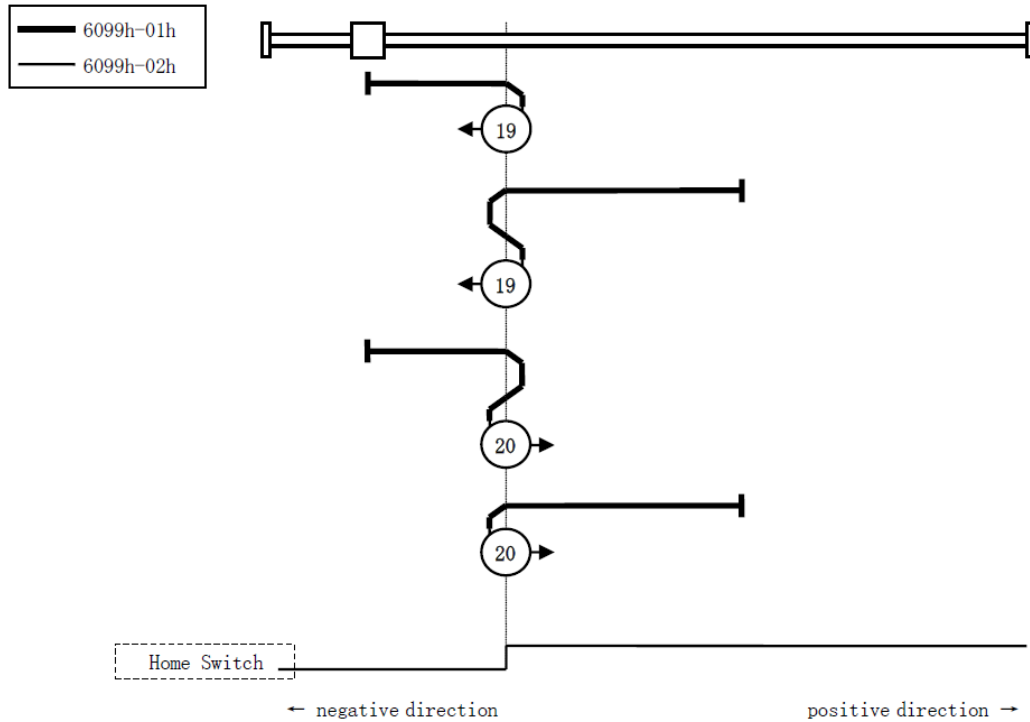 6099h-01h
6099h-02h
19
19
20
20
Home Switch
← negative direction
positive direction →